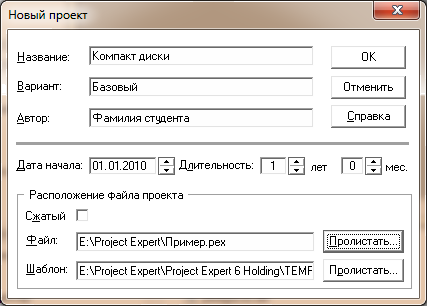 Новый проект
Название: Компакт диски OK
Вариант: Базовый Отменить
Автор: Фамилия студента Справка
Дата начала: 01.01.2010 Длительность: 1 лет 0 мес.
Расположение файла проекта
Сжатый
Файл: E:\Project Expert\Пример.pex Пролистать...
Шаблон: E:\Project Expert\Project Expert 6 Holding\TEMF Пролистать...